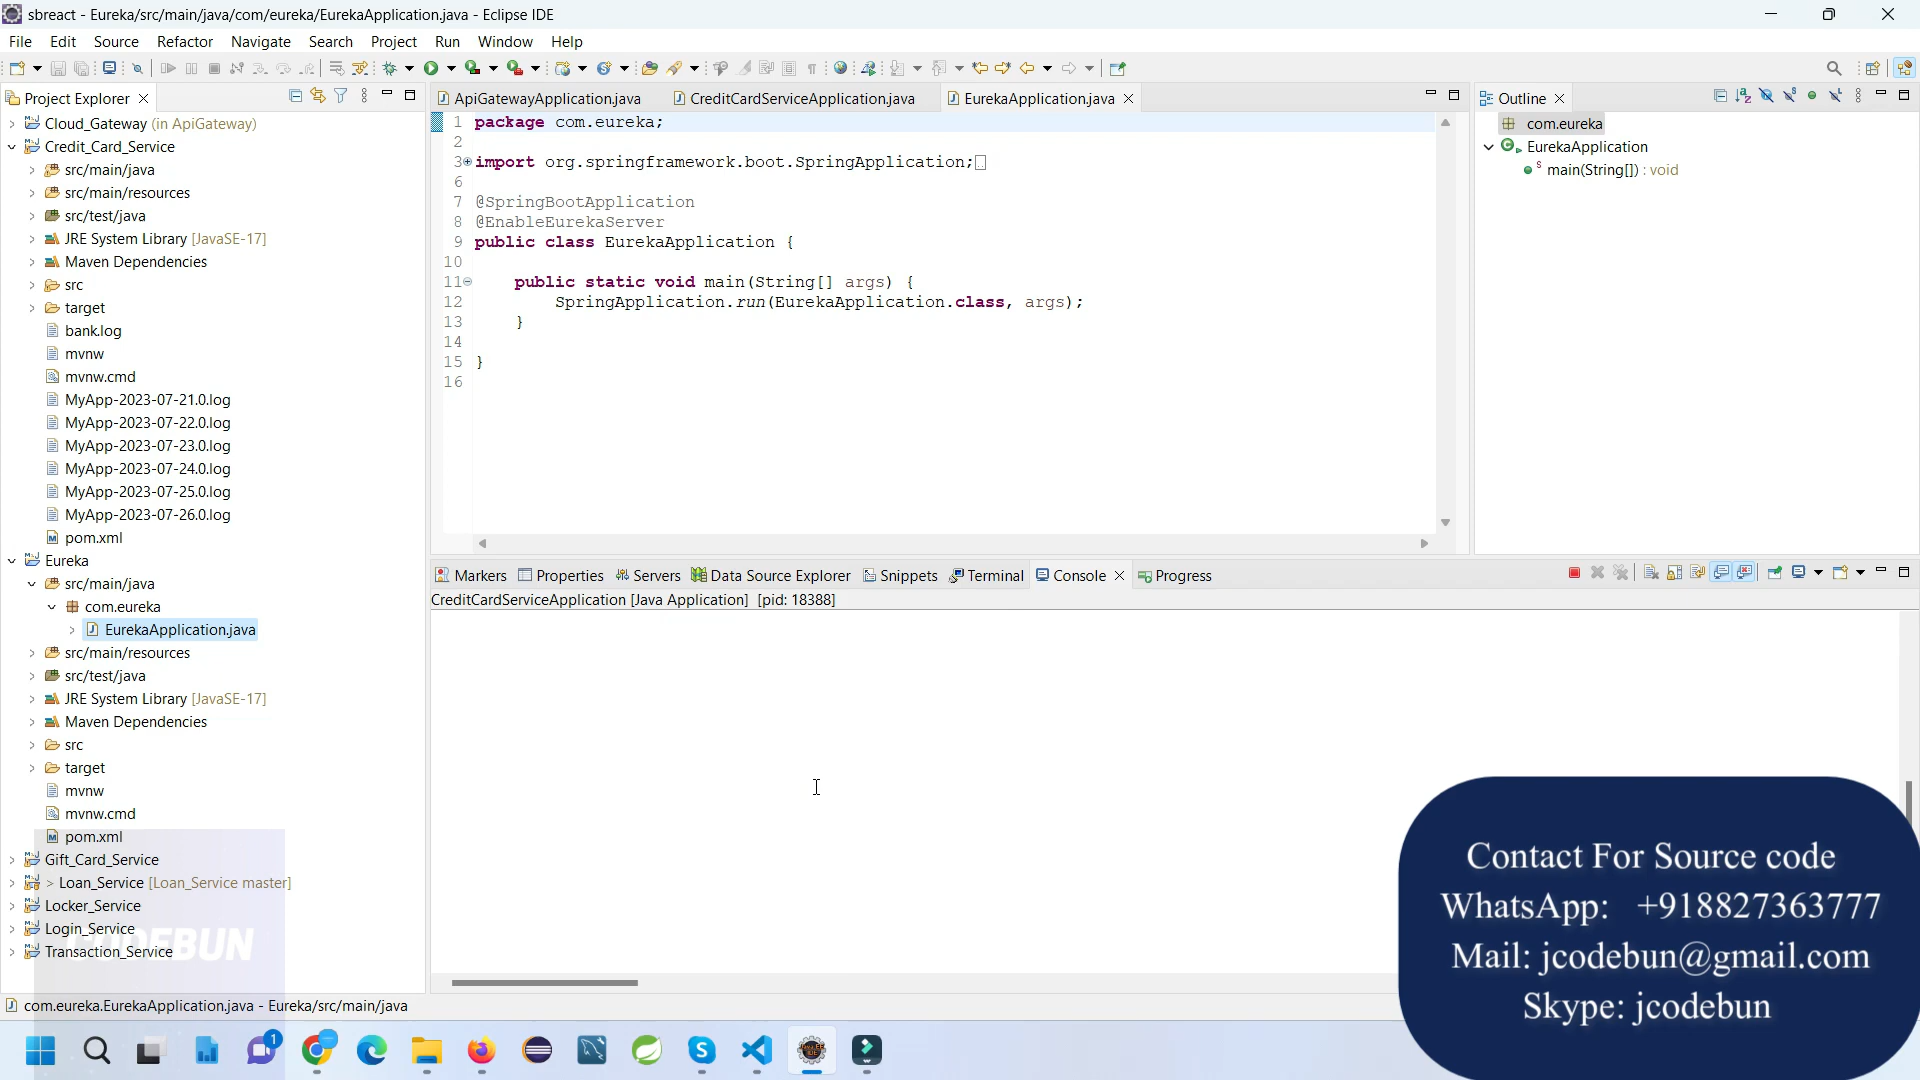 sbreact - Eureka/src/main/java/com/eureka/EurekaApplication.java - Eclipse IDE
File Edit Source Refactor Navigate Search Project Run Window Help
Project Explorer
Cloud_Gateway (in ApiGateway)
Credit_Card_Service
src/main/java
src/main/resources
src/test/java
JRE System Library [JavaSE-17]
Maven Dependencies
src
target
bank.log
mvnw
mvnw.cmd
MyApp-2023-07-21.0.log
MyApp-2023-07-22.0.log
MyApp-2023-07-23.0.log
MyApp-2023-07-24.0.log
MyApp-2023-07-25.0.log
MyApp-2023-07-26.0.log
pom.xml
Eureka
src/main/java
com.eureka
EurekaApplication.java
src/main/resources
src/test/java
JRE System Library [JavaSE-17]
Maven Dependencies
src
target
mvnw
mvnw.cmd
pom.xml
Gift_Card_Service
> Loan_Service [Loan_Service master]
Locker_Service
Login_Service
Transaction_Service
CODEBUN
ApiGatewayApplication.java CreditCardServiceApplication.java EurekaApplication.java
1 package com.eureka;
2
3 import org.springframework.boot.SpringApplication;
6
7 @SpringBootApplication
8 @EnableEurekaServer
9 public class EurekaApplication {
10
11 public static void main(String[] args) {
12 SpringApplication.run(EurekaApplication.class, args);
13 }
14
15 }
16
Outline
com.eureka
EurekaApplication
S main(String[]) : void
Markers Properties Servers Data Source Explorer Snippets Terminal Console Progress
CreditCardServiceApplication [Java Application] [pid: 18388]
Contact For Source code
WhatsApp: +918827363777
Mail: jcodebun@gmail.com
Skype: jcodebun
com.eureka.EurekaApplication.java - Eureka/src/main/java
1